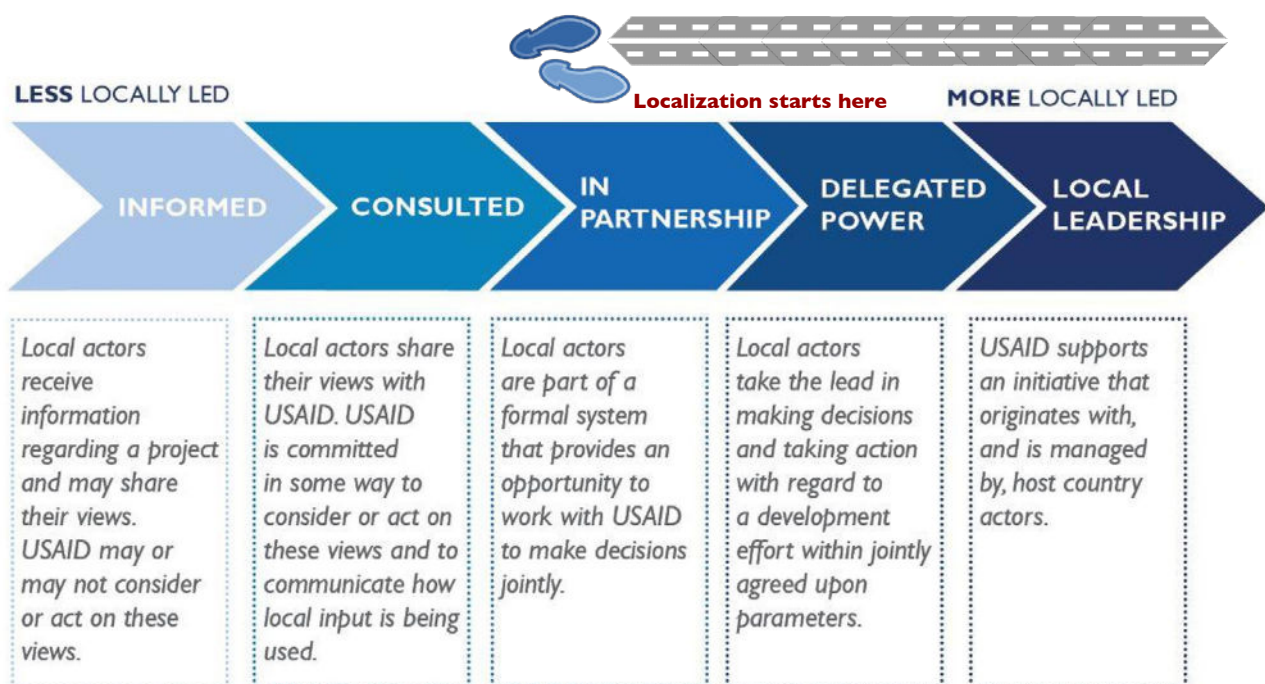 Localization starts here
LESS LOCALLY LED
MORE LOCALLY LED
INFORMED
CONSULTED
IN
PARTNERSHIP
DELEGATED
POWER
LOCAL
LEADERSHIP
Local actors
receive
information
regarding a project
and may share
their views.
USAID may or
may not consider
or act on these
views.
Local actors share
their views with
USAID. USAID
is committed
in some way to
consider or act on
these views and to
communicate how
local input is being
used.
Local actors
are part of a
formal system
that provides an
opportunity to
work with USAID
to make decisions
jointly.
Local actors
take the lead in
making decisions
and taking action
with regard to
a development
effort within jointly
agreed upon
parameters.
USAID supports
an initiative that
originates with,
and is managed
by, host country
actors.